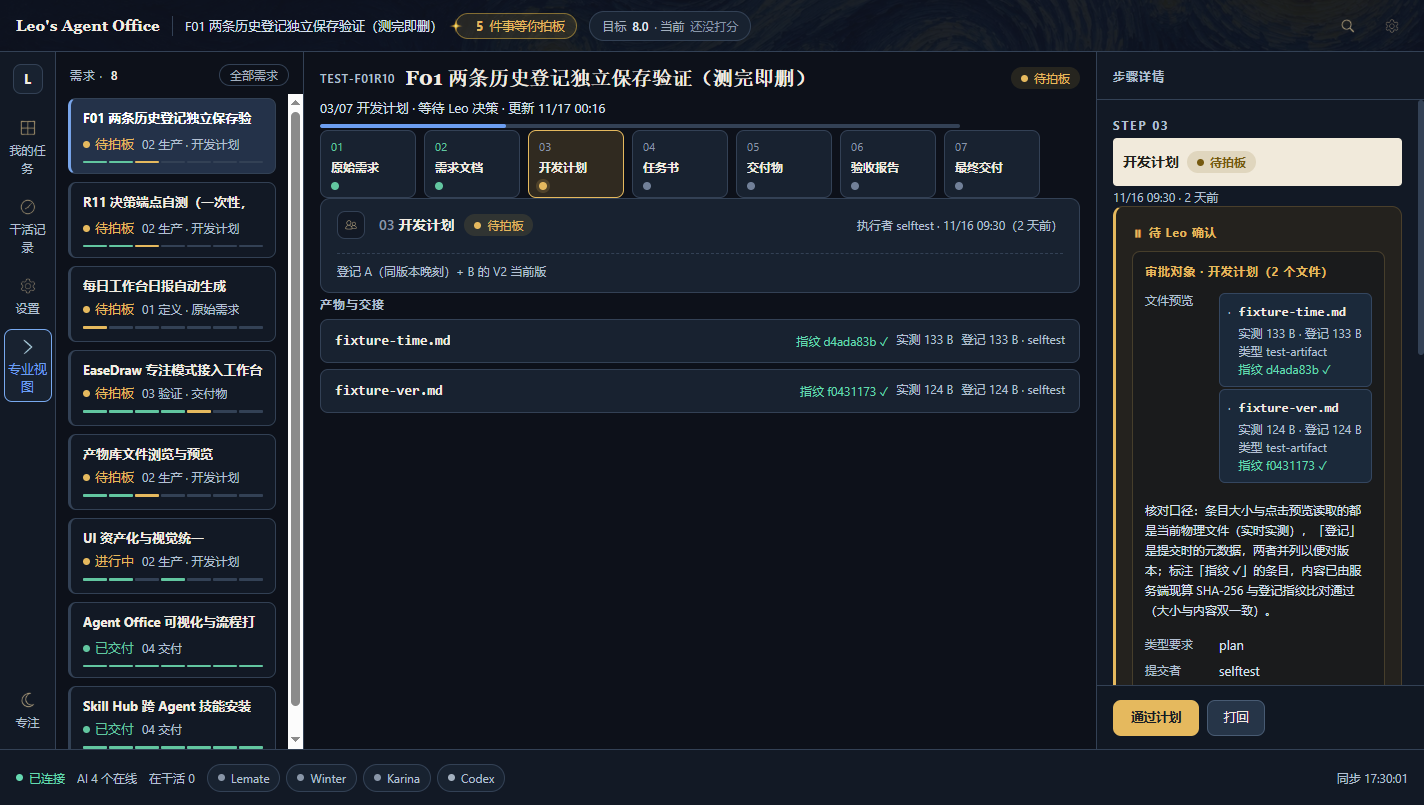 Leo's Agent Office
F01 两条历史登记独立保存验证（测完即删）
5 件事等你拍板
目标 8.0 · 当前 还没打分
L
我的任务
干活记录
设置
专业视图
专注
需求 · 8
全部需求
F01 两条历史登记独立保存验
待拍板 02 生产 · 开发计划
R11 决策端点自测（一次性，
待拍板 02 生产 · 开发计划
每日工作台日报自动生成
待拍板 01 定义 · 原始需求
EaseDraw 专注模式接入工作台
待拍板 03 验证 · 交付物
产物库文件浏览与预览
待拍板 02 生产 · 开发计划
UI 资产化与视觉统一
进行中 02 生产 · 开发计划
Agent Office 可视化与流程打
已交付 04 交付
Skill Hub 跨 Agent 技能安装
已交付 04 交付
TEST-F01R10 F01 两条历史登记独立保存验证（测完即删）
待拍板
03/07 开发计划 · 等待 Leo 决策 · 更新 11/17 00:16
01
原始需求
02
需求文档
03
开发计划
04
任务书
05
交付物
06
验收报告
07
最终交付
03 开发计划 待拍板
执行者 selftest · 11/16 09:30（2 天前）
登记 A（同版本晚刻）+ B 的 V2 当前版
产物与交接
fixture-time.md 指纹 d4ada83b ✓ 实测 133 B 登记 133 B · selftest
fixture-ver.md 指纹 f0431173 ✓ 实测 124 B 登记 124 B · selftest
步骤详情
STEP 03
开发计划 待拍板
11/16 09:30 · 2 天前
待 Leo 确认
审批对象 · 开发计划（2 个文件）
文件预览
· fixture-time.md
实测 133 B · 登记 133 B
类型 test-artifact
指纹 d4ada83b ✓
· fixture-ver.md
实测 124 B · 登记 124 B
类型 test-artifact
指纹 f0431173 ✓
核对口径：条目大小与点击预览读取的都
是当前物理文件（实时实测），「登记」
是提交时的元数据，两者并列以便对版
本；标注「指纹 ✓」的条目，内容已由服
务端现算 SHA-256 与登记指纹比对通过
（大小与内容双一致）。
类型要求 plan
提交者 selftest
通过计划
打回
已连接 AI 4 个在线 在干活 0
Lemate
Winter
Karina
Codex
同步 17:30:01